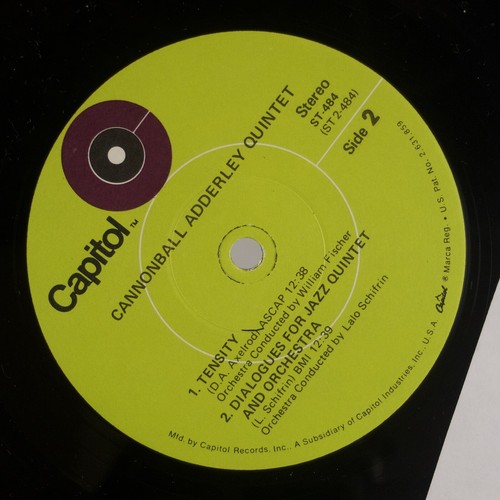 Capitol™
CANNONBALL ADDERLEY QUINTET
Stereo
ST-484
(ST 2-484)
Side 2
1. TENSITY
(D. A. Axelrod) ASCAP 12:38
Orchestra Conducted by William Fischer
2. DIALOGUES FOR JAZZ QUINTET
AND ORCHESTRA
(L. Schifrin) BMI 12:39
Orchestra Conducted by Lalo Schifrin
Mfd. by Capitol Records, Inc., A Subsidiary of Capitol Industries, Inc., U.S.A. Capitol ® Marca Reg. • U.S. Pat. No. 2,631,859